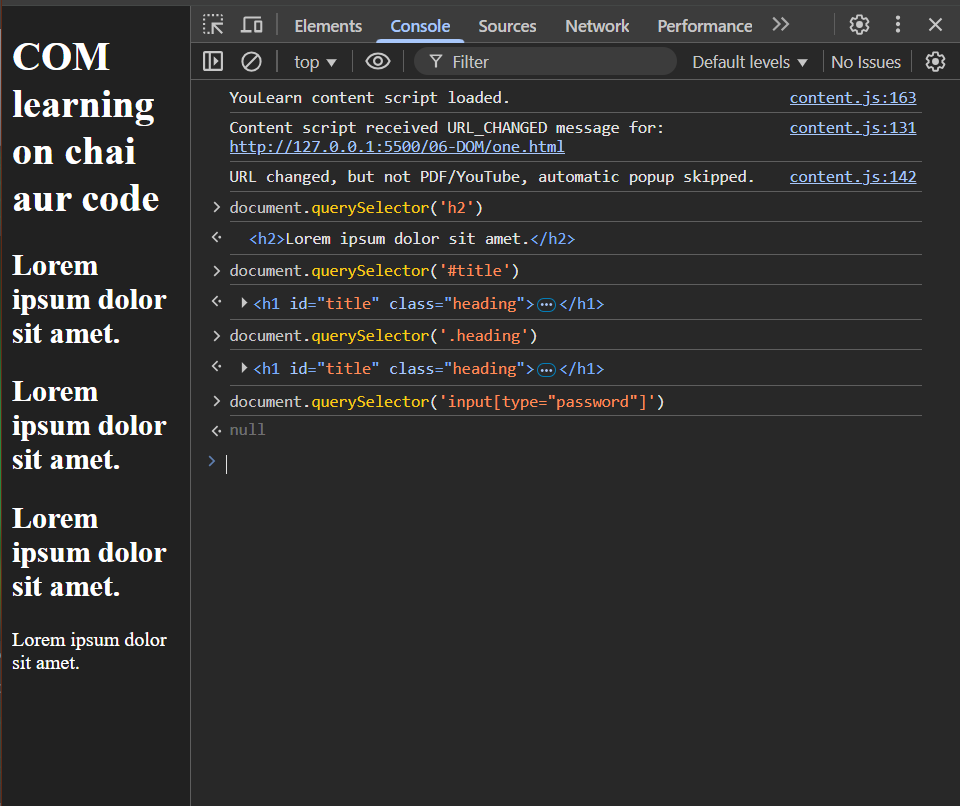 COM
learning
on chai
aur code
Lorem
ipsum dolor
sit amet.
Lorem
ipsum dolor
sit amet.
Lorem
ipsum dolor
sit amet.
Lorem ipsum dolor
sit amet.
Elements Console Sources Network Performance
top Filter Default levels No Issues
YouLearn content script loaded. content.js:163
Content script received URL_CHANGED message for: content.js:131
http://127.0.0.1:5500/06-DOM/one.html
URL changed, but not PDF/YouTube, automatic popup skipped. content.js:142
document.querySelector('h2')
<h2>Lorem ipsum dolor sit amet.</h2>
document.querySelector('#title')
<h1 id="title" class="heading">…</h1>
document.querySelector('.heading')
<h1 id="title" class="heading">…</h1>
document.querySelector('input[type="password"]')
null